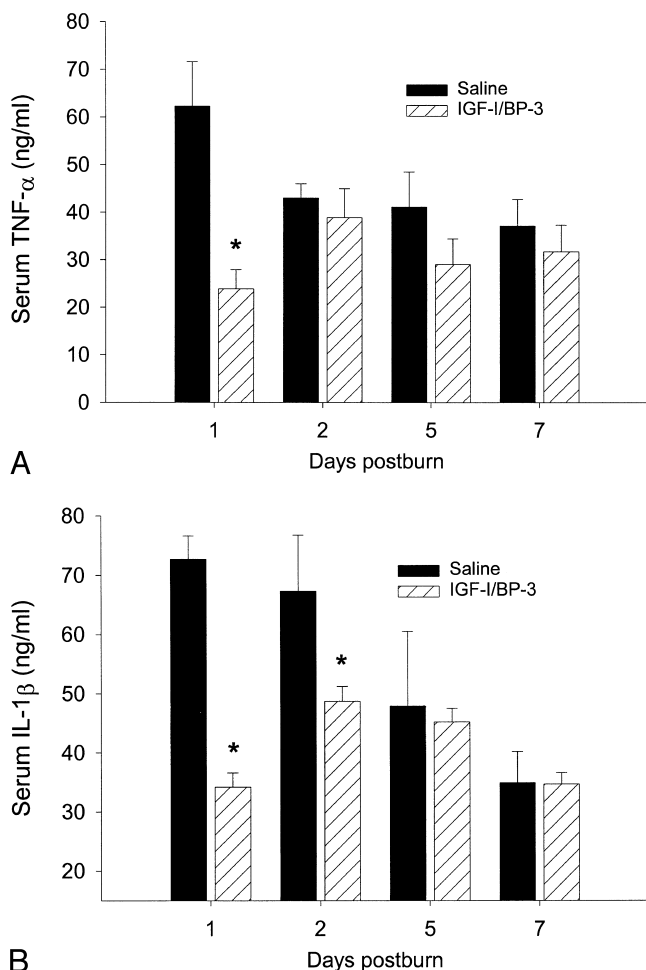 80
70
60
50
40
30
20
10
0
Serum TNF-α (ng/ml)
Saline
IGF-I/BP-3
*
1 2 5 7
Days postburn
A
80
70
60
50
40
30
20
Serum IL-1β (ng/ml)
Saline
IGF-I/BP-3
*
*
1 2 5 7
Days postburn
B